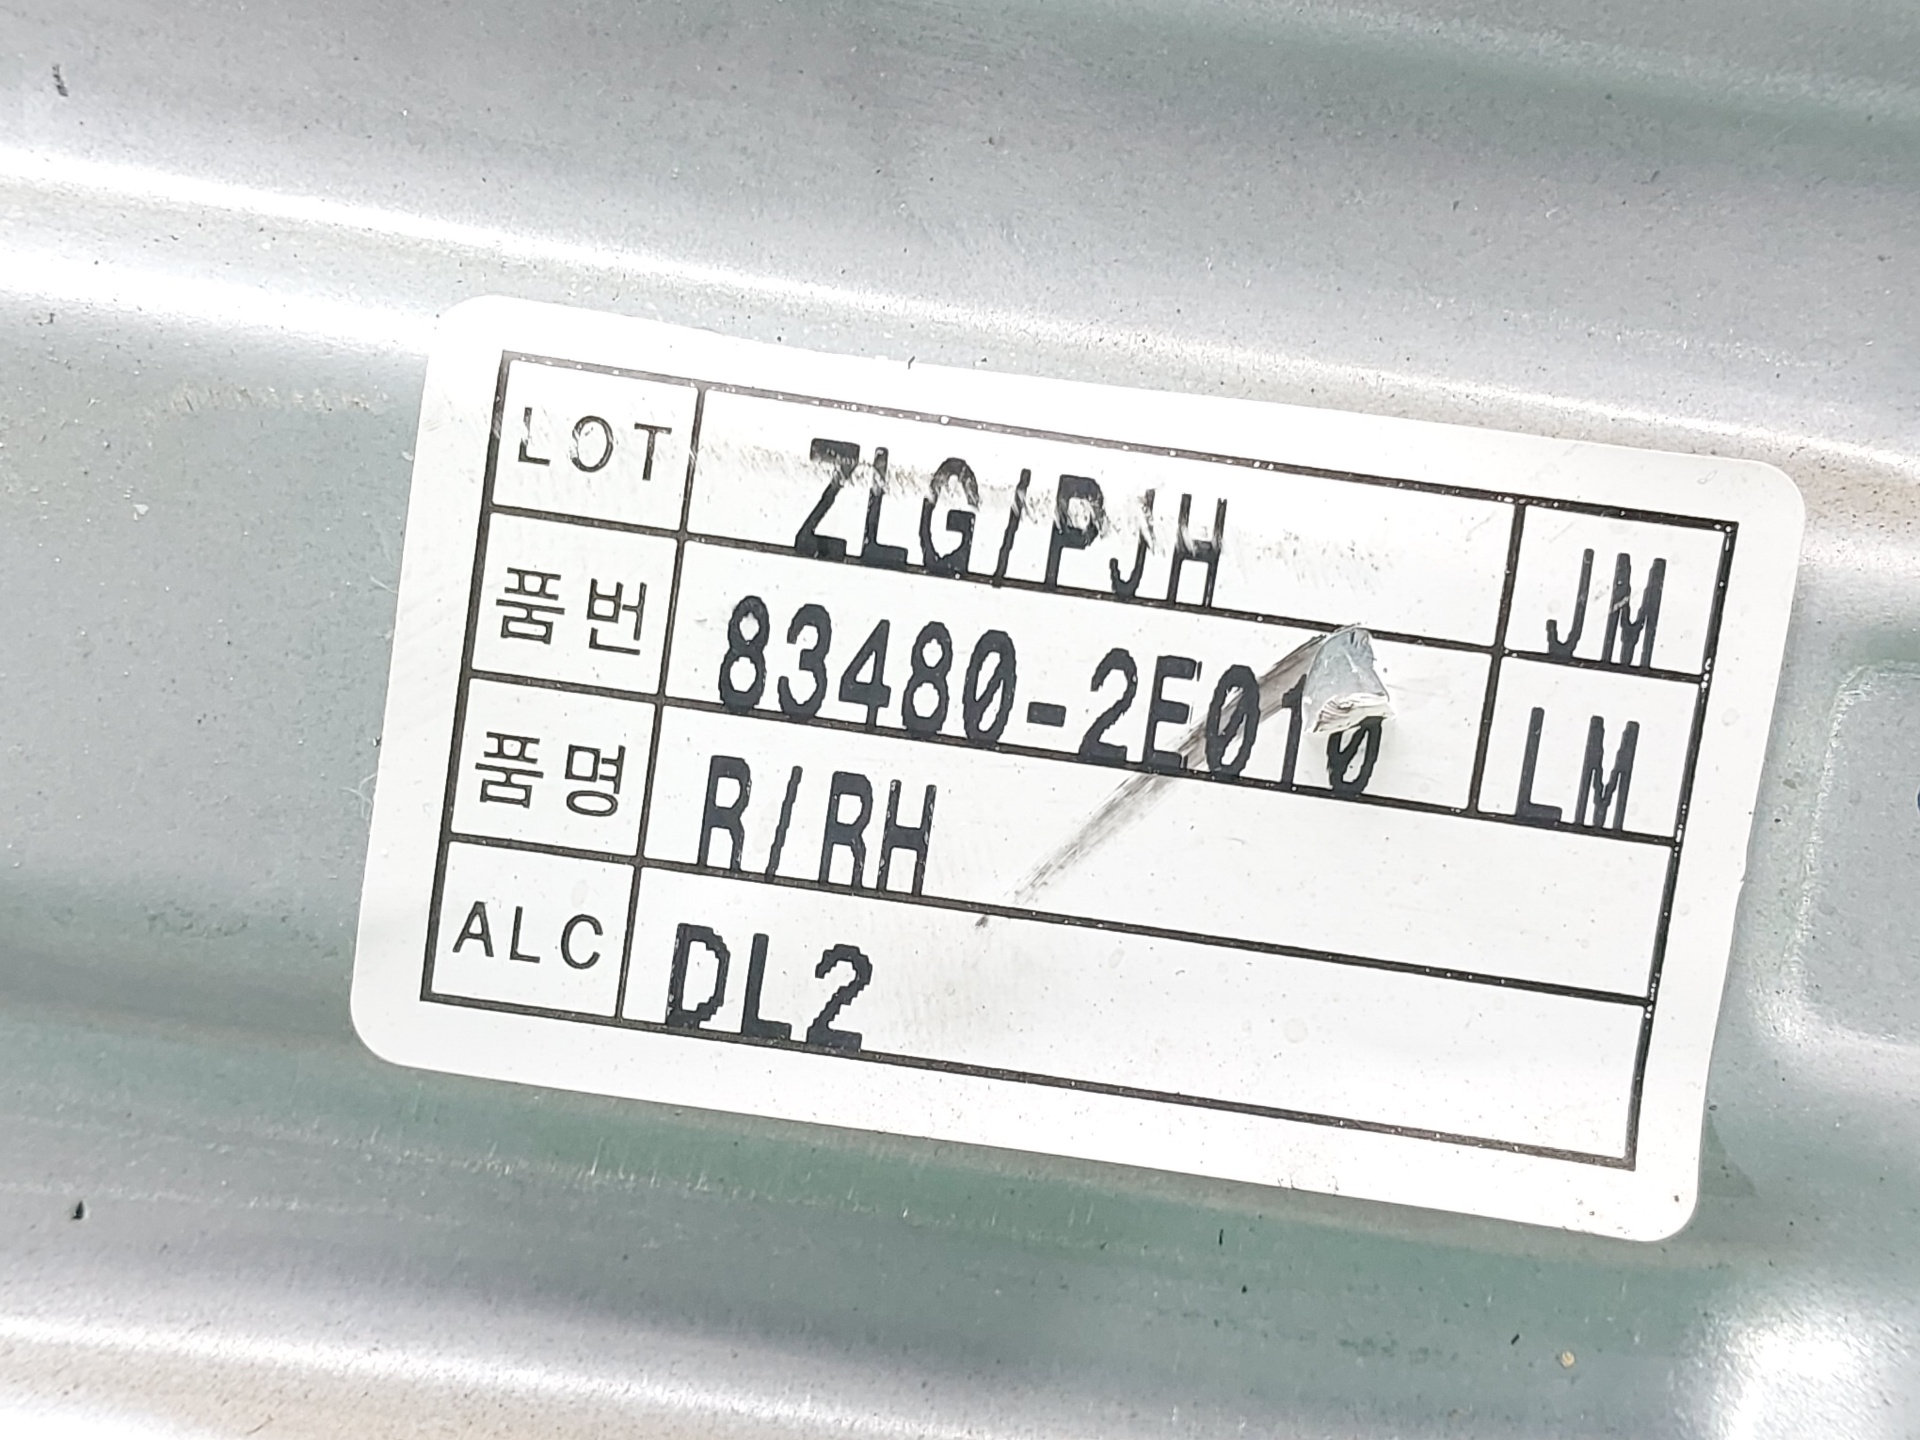 LOT ZLG/PJH JM
품번 83480-2E010 LM
품명 R/RH
ALC DL2